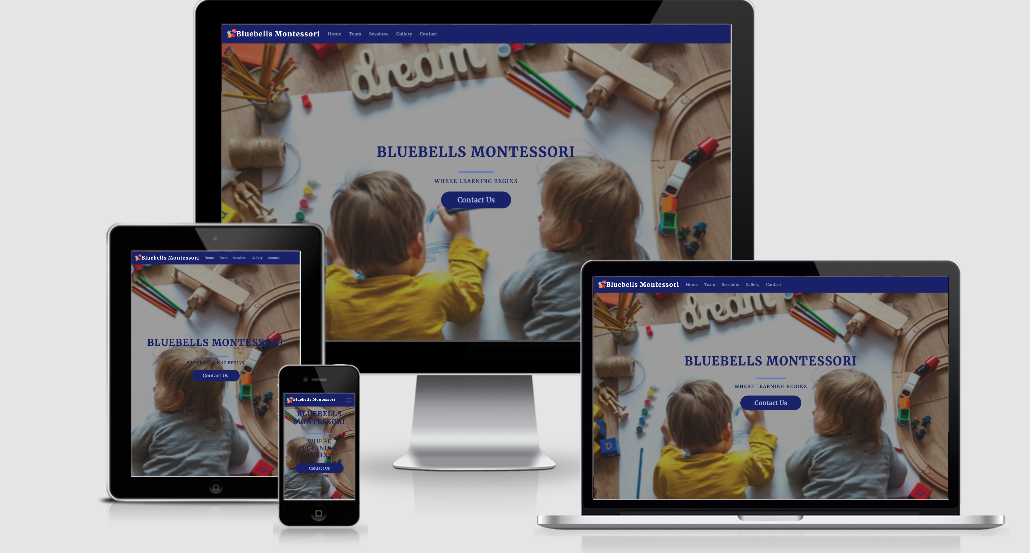 Bluebells Montessori Home Team Sessions Gallery Contact
dream
BLUEBELLS MONTESSORI
WHERE LEARNING BEGINS
Contact Us
Bluebells Montessori Home Team Sessions Gallery Contact
BLUEBELLS MONTESSORI
BEGINS
Contact Us
Bluebells Montessori
BLUEBELLS
MONTESSORI
WHERE
Contact Us
Bluebells Montessori Home Team Sessions Gallery Contact
dream
BLUEBELLS MONTESSORI
WHERE LEARNING BEGINS
Contact Us